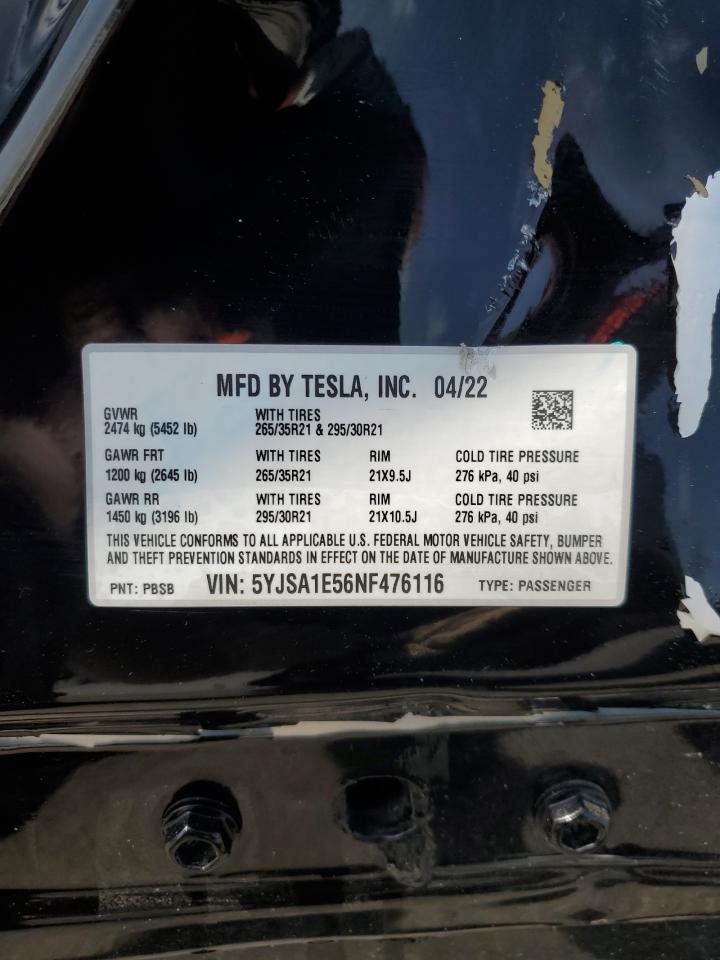 MFD BY TESLA, INC. 04/22
GVWR WITH TIRES
2474 kg (5452 lb) 265/35R21 & 295/30R21
GAWR FRT WITH TIRES RIM COLD TIRE PRESSURE
1200 kg (2645 lb) 265/35R21 21X9.5J 276 kPa, 40 psi
GAWR RR WITH TIRES RIM COLD TIRE PRESSURE
1450 kg (3196 lb) 295/30R21 21X10.5J 276 kPa, 40 psi
THIS VEHICLE CONFORMS TO ALL APPLICABLE U.S. FEDERAL MOTOR VEHICLE SAFETY, BUMPER
AND THEFT PREVENTION STANDARDS IN EFFECT ON THE DATE OF MANUFACTURE SHOWN ABOVE.
PNT: PBSB VIN: 5YJSA1E56NF476116 TYPE: PASSENGER